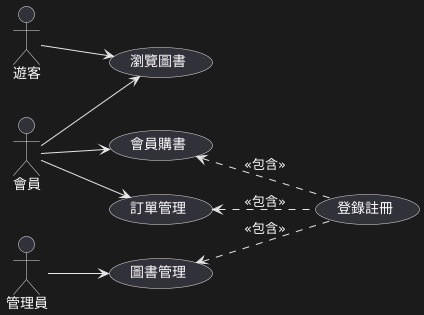 遊客
瀏覽圖書
會員
會員購書
訂單管理
管理員
圖書管理
«包含»
«包含»
«包含»
登錄註冊